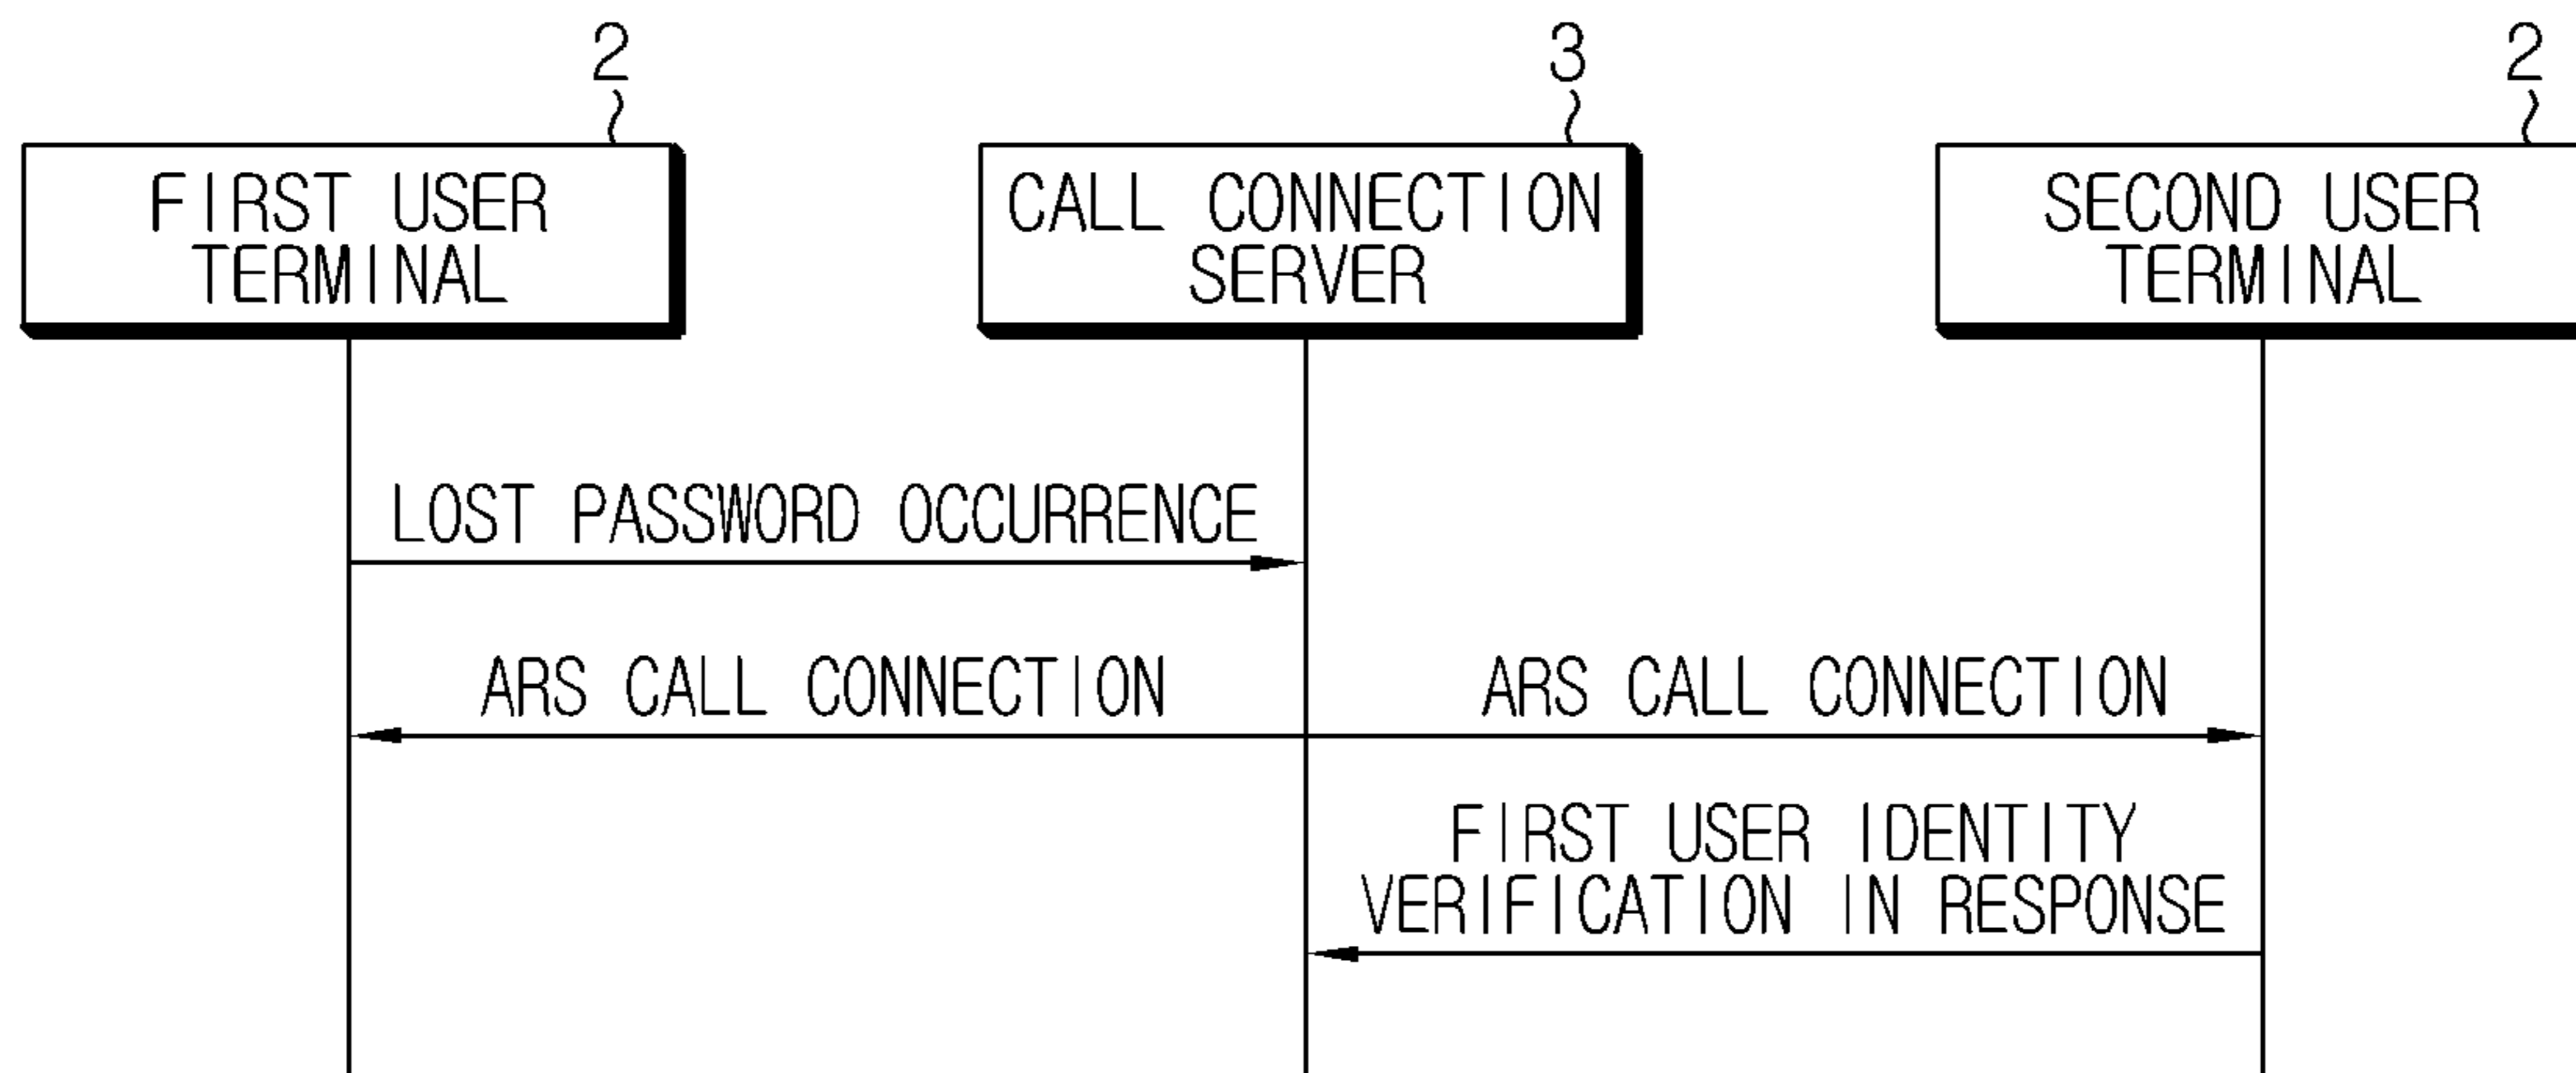 2
3
2
FIRST USER
TERMINAL
CALL CONNECTION
SERVER
SECOND USER
TERMINAL
LOST PASSWORD OCCURRENCE
ARS CALL CONNECTION
ARS CALL CONNECTION
FIRST USER IDENTITY
VERIFICATION IN RESPONSE